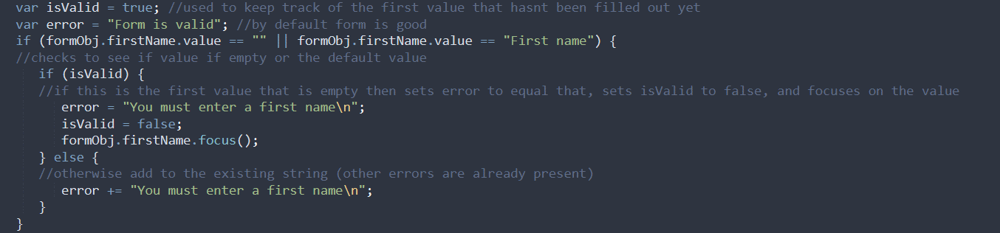 var isValid = true; //used to keep track of the first value that hasnt been filled out yet
var error = "Form is valid"; //by default form is good
if (formObj.firstName.value == "" || formObj.firstName.value == "First name") {
//checks to see if value if empty or the default value
if (isValid) {
//if this is the first value that is empty then sets error to equal that, sets isValid to false, and focuses on the value
error = "You must enter a first name\n";
isValid = false;
formObj.firstName.focus();
} else {
//otherwise add to the existing string (other errors are already present)
error += "You must enter a first name\n";
}
}